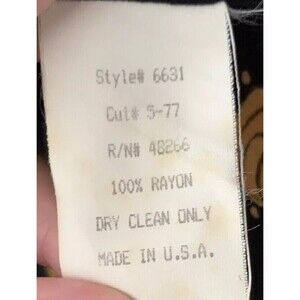 Style# 6631
Cut# 5-77
R/N# 48266
100% RAYON
DRY CLEAN ONLY
MADE IN U.S.A.